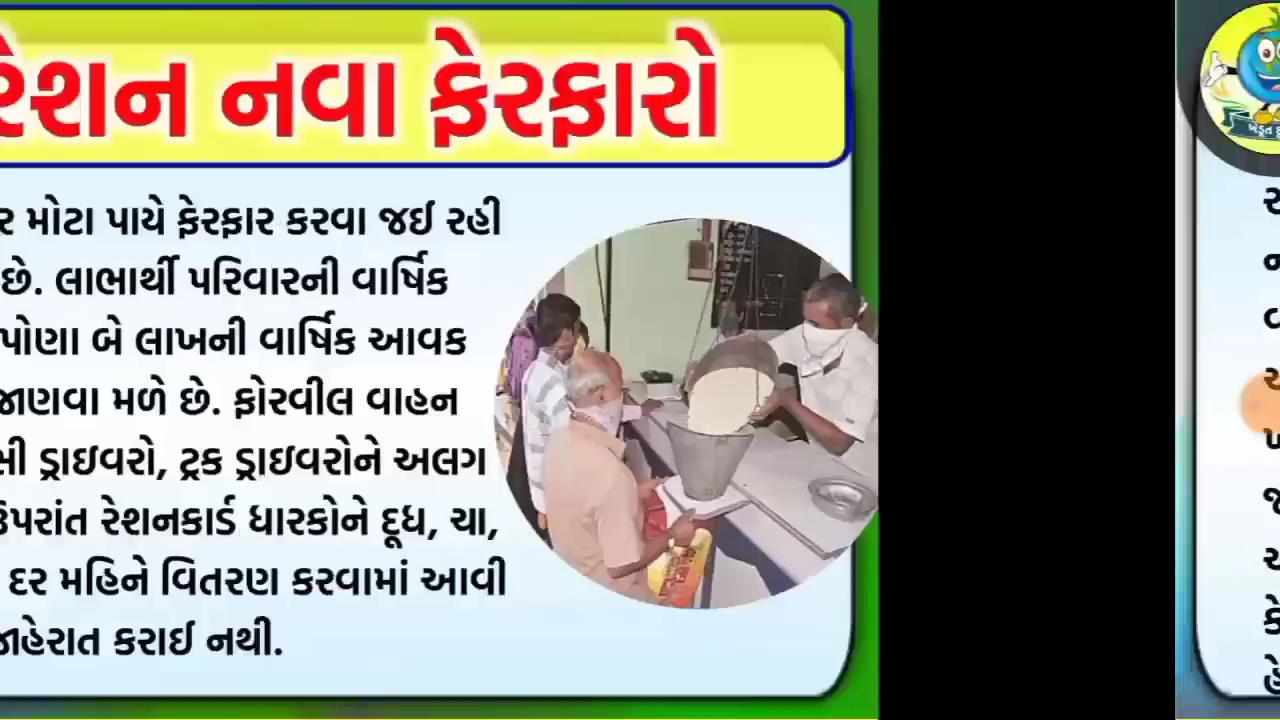 રેશન નવા ફેરફારો
ર મોટા પાયે ફેરફાર કરવા જઈ રહી
છે. લાભાર્થી પરિવારની વાર્ષિક
પોણા બે લાખની વાર્ષિક આવક
જાણવા મળે છે. ફોરવીલ વાહન
સી ડ્રાઇવરો, ટ્રક ડ્રાઇવરોને અલગ
ઉપરાંત રેશનકાર્ડ ધારકોને દૂધ, ચા,
દર મહિને વિતરણ કરવામાં આવી
જાહેરાત કરાઈ નથી.
ખેડૂત